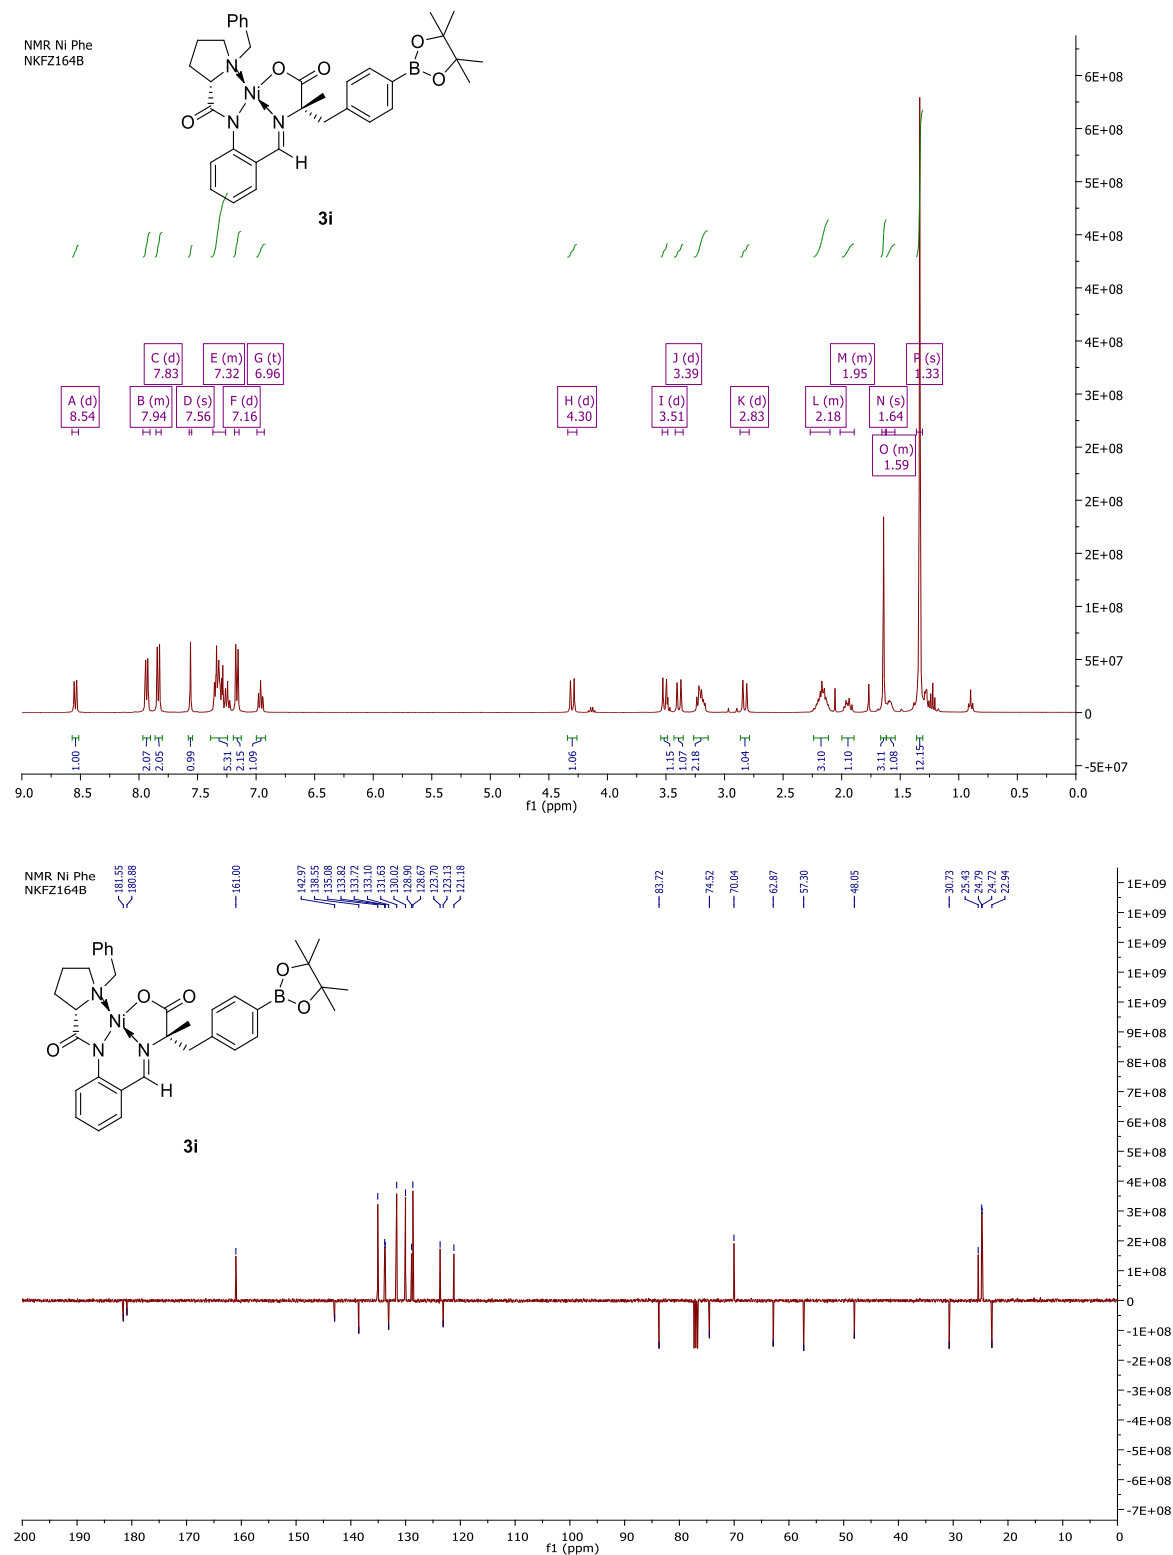 NMR Ni Phe
NKFZ164B
Ph
N
Ni
O
O
O
N
N
H
B
O
O
3i
6E+08
6E+08
5E+08
4E+08
4E+08
4E+08
3E+08
3E+08
2E+08
2E+08
2E+08
1E+08
5E+07
0
-5E+07
C (d)
7.83
E (m)
7.32
G (t)
6.96
J (d)
3.39
M (m)
1.95
P (s)
1.33
A (d)
8.54
B (m)
7.94
D (s)
7.56
F (d)
7.16
H (d)
4.30
I (d)
3.51
K (d)
2.83
L (m)
2.18
N (s)
1.64
O (m)
1.59
1.00
2.07
2.05
0.99
5.31
2.15
1.09
1.06
1.15
1.07
2.18
1.04
3.10
1.10
3.11
1.08
12.15
9.0 8.5 8.0 7.5 7.0 6.5 6.0 5.5 5.0 4.5 4.0 3.5 3.0 2.5 2.0 1.5 1.0 0.5 0.0
f1 (ppm)
NMR Ni Phe
NKFZ164B
181.55
180.88
161.00
142.97
138.55
135.08
133.82
133.72
133.10
131.63
130.02
128.90
128.67
123.70
123.13
121.18
83.72
74.52
70.04
62.87
57.30
48.05
30.73
25.43
24.79
24.72
22.94
Ph
N
Ni
O
O
O
N
N
H
B
O
O
3i
1E+09
1E+09
1E+09
1E+09
1E+09
9E+08
8E+08
7E+08
6E+08
5E+08
4E+08
3E+08
2E+08
1E+08
0
-1E+08
-2E+08
-3E+08
-4E+08
-5E+08
-6E+08
-7E+08
200 190 180 170 160 150 140 130 120 110 100 90 80 70 60 50 40 30 20 10 0
f1 (ppm)